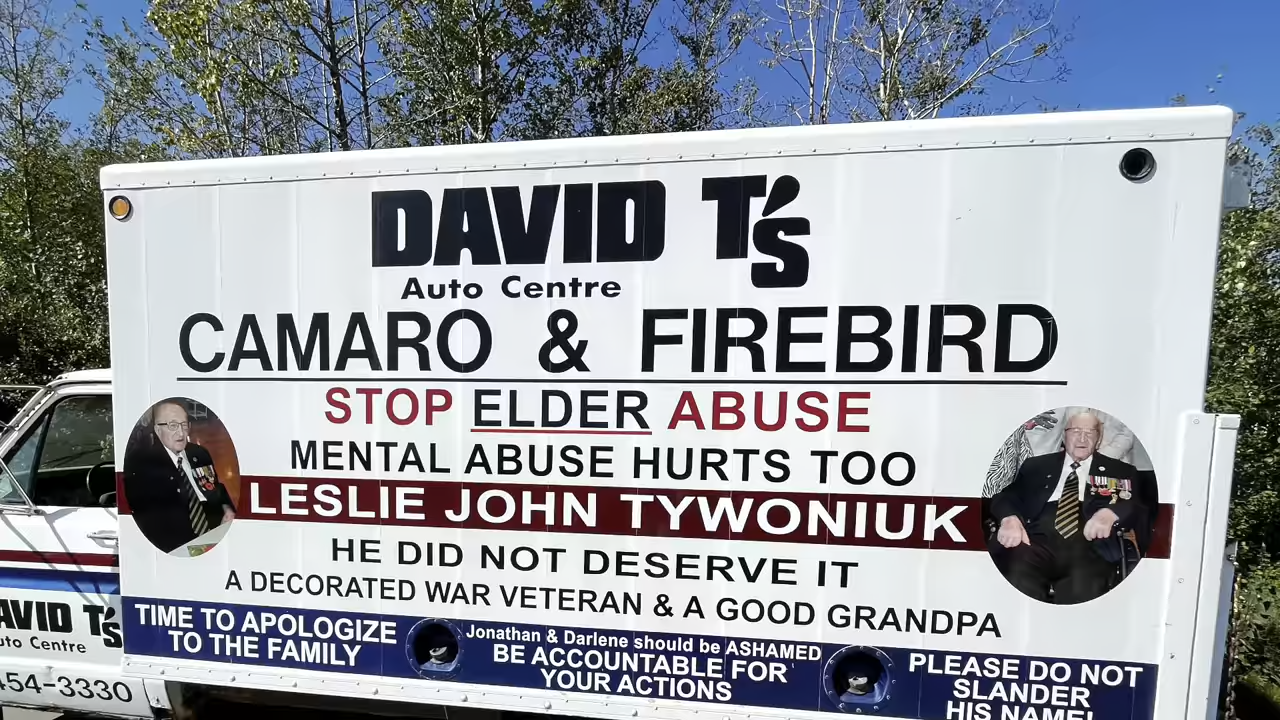 DAVID T's
Auto Centre
CAMARO & FIREBIRD
STOP ELDER ABUSE
MENTAL ABUSE HURTS TOO
LESLIE JOHN TYWONIUK
HE DID NOT DESERVE IT
A DECORATED WAR VETERAN & A GOOD GRANDPA
TIME TO APOLOGIZE
TO THE FAMILY
Jonathan & Darlene should be ASHAMED
BE ACCOUNTABLE FOR
YOUR ACTIONS
PLEASE DO NOT
SLANDER
HIS NAME!
AVID T's
uto Centre
454-3330